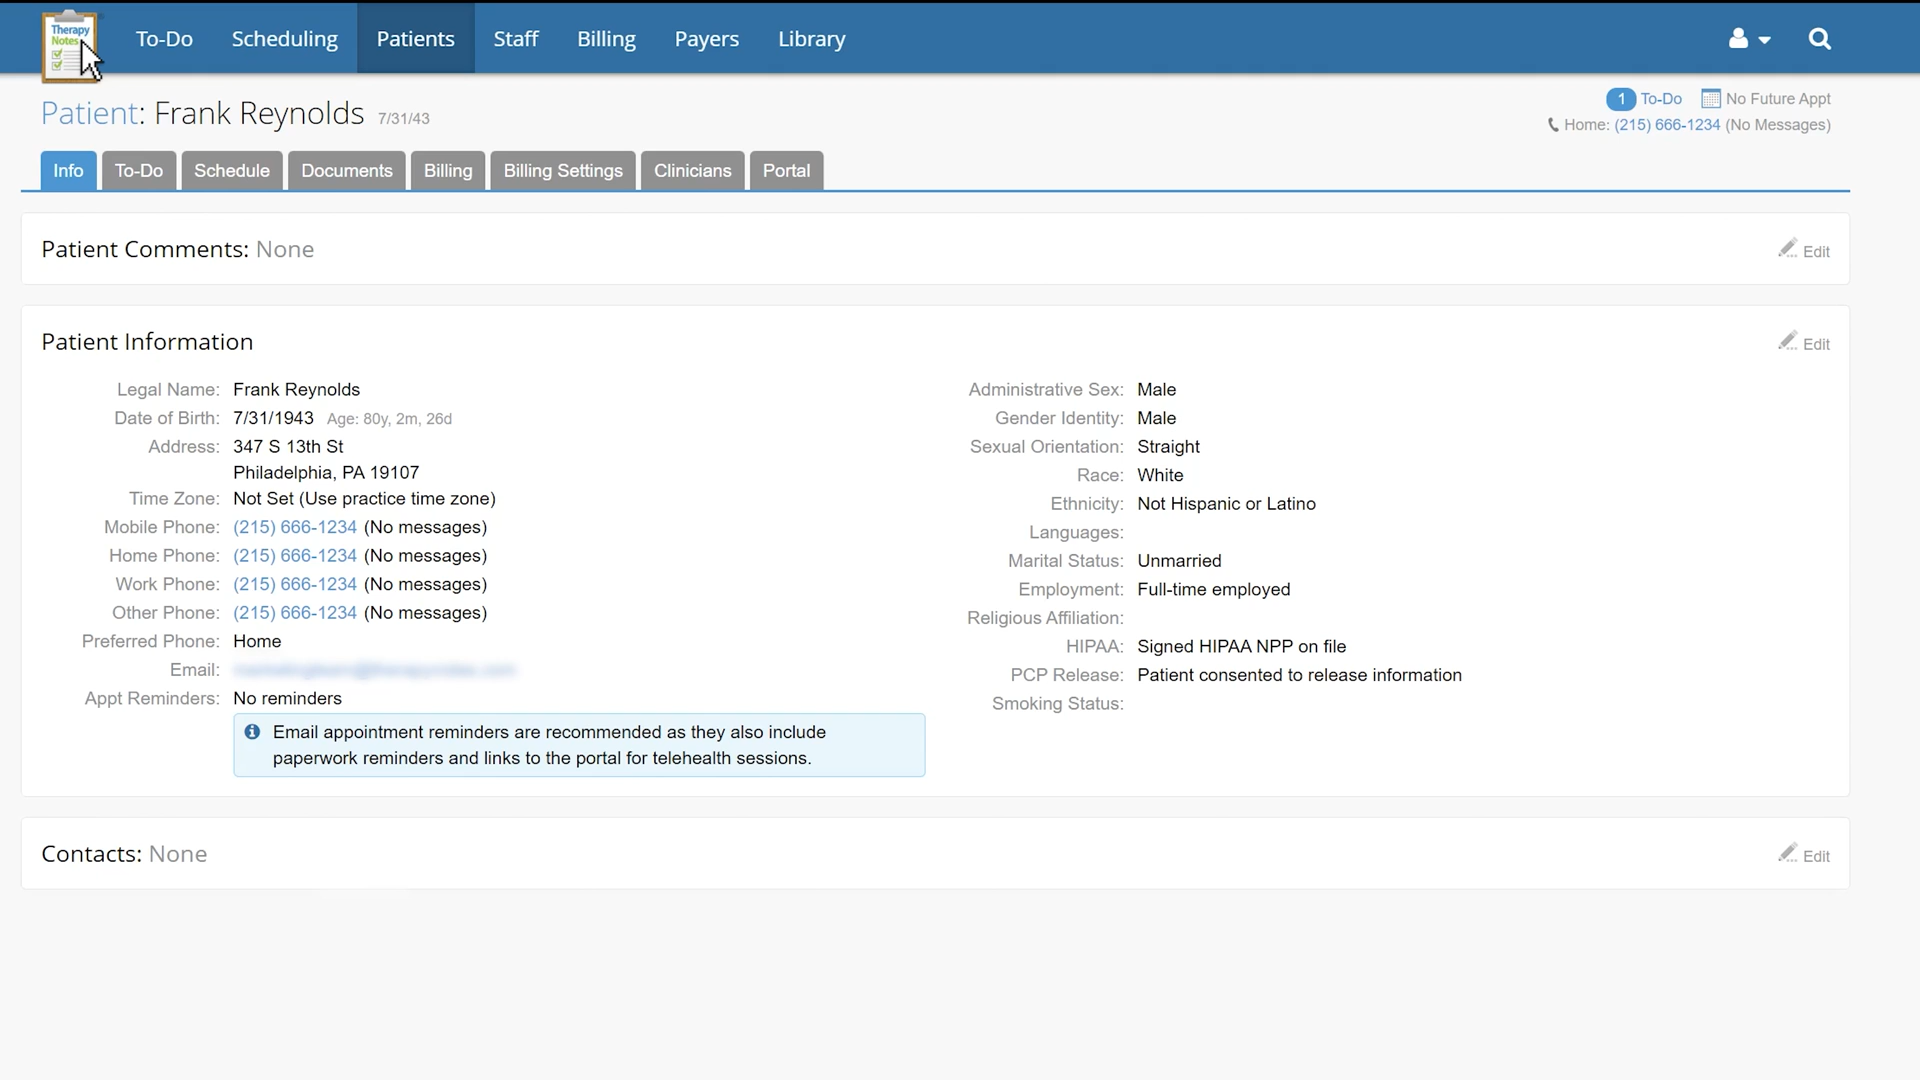 Therapy
Notes
To-Do
Scheduling
Patients
Staff
Billing
Payers
Library
Patient: Frank Reynolds 7/31/43
1 To-Do No Future Appt
Home: (215) 666-1234 (No Messages)
Info
To-Do
Schedule
Documents
Billing
Billing Settings
Clinicians
Portal
Patient Comments: None
Edit
Patient Information
Edit
Legal Name: Frank Reynolds
Date of Birth: 7/31/1943 Age: 80y, 2m, 26d
Address: 347 S 13th St
Philadelphia, PA 19107
Time Zone: Not Set (Use practice time zone)
Mobile Phone: (215) 666-1234 (No messages)
Home Phone: (215) 666-1234 (No messages)
Work Phone: (215) 666-1234 (No messages)
Other Phone: (215) 666-1234 (No messages)
Preferred Phone: Home
Email:
Appt Reminders: No reminders
Email appointment reminders are recommended as they also include
paperwork reminders and links to the portal for telehealth sessions.
Administrative Sex: Male
Gender Identity: Male
Sexual Orientation: Straight
Race: White
Ethnicity: Not Hispanic or Latino
Languages:
Marital Status: Unmarried
Employment: Full-time employed
Religious Affiliation:
HIPAA: Signed HIPAA NPP on file
PCP Release: Patient consented to release information
Smoking Status:
Contacts: None
Edit